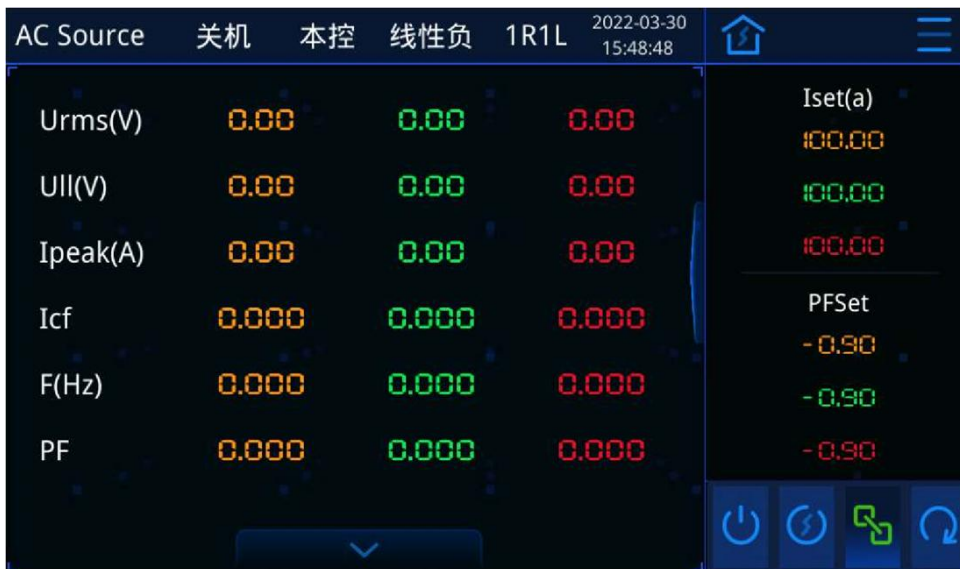 AC Source 关机 本控 线性负 1R1L 2022-03-30
15:48:48
Urms(V) 0.00 0.00 0.00
Ull(V) 0.00 0.00 0.00
Ipeak(A) 0.00 0.00 0.00
Icf 0.000 0.000 0.000
F(Hz) 0.000 0.000 0.000
PF 0.000 0.000 0.000
Iset(a)
100.00
100.00
100.00
PFSet
-0.90
-0.90
-0.90